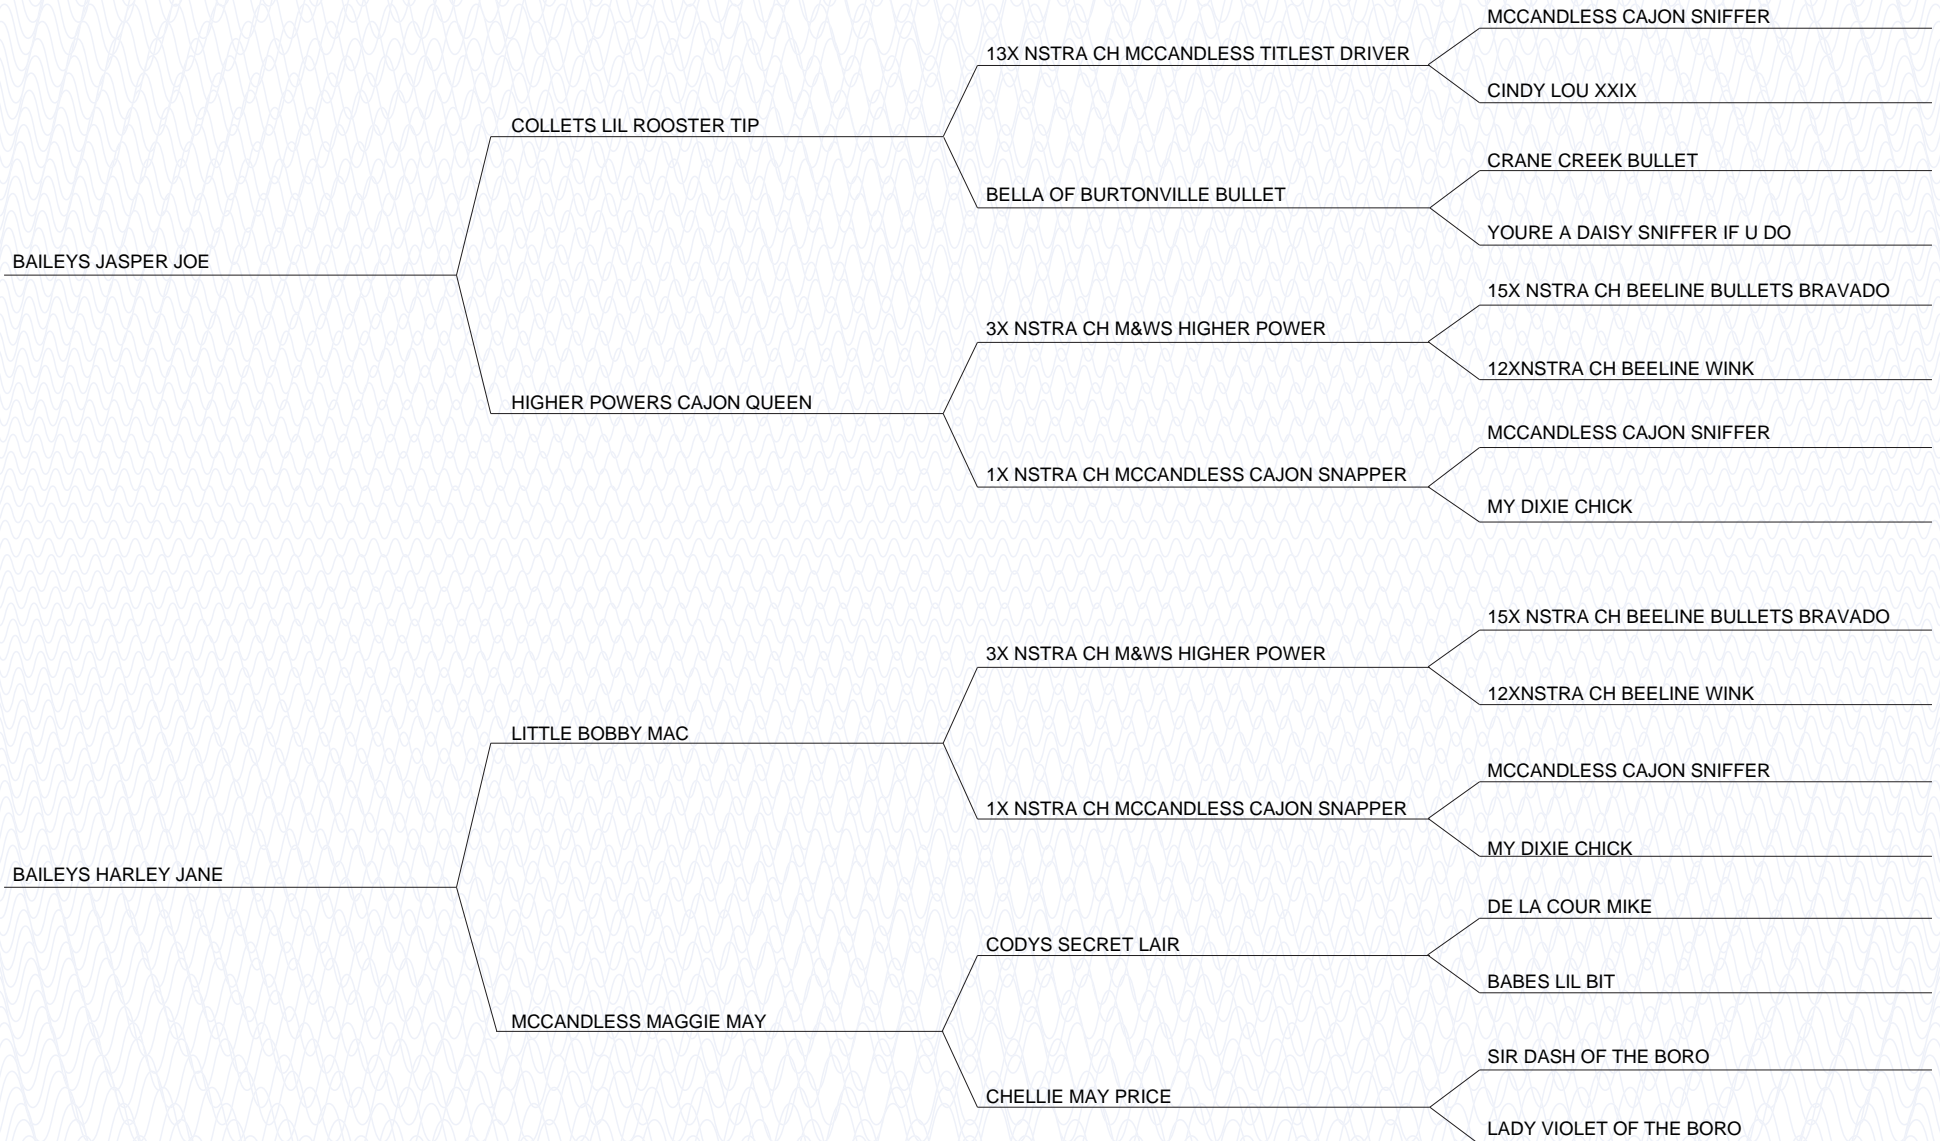 MCCANDLESS CAJON SNIFFER
13X NSTRA CH MCCANDLESS TITLEST DRIVER
CINDY LOU XXIX
COLLETS LIL ROOSTER TIP
CRANE CREEK BULLET
BELLA OF BURTONVILLE BULLET
YOURE A DAISY SNIFFER IF U DO
BAILEYS JASPER JOE
15X NSTRA CH BEELINE BULLETS BRAVADO
3X NSTRA CH M&WS HIGHER POWER
12XNSTRA CH BEELINE WINK
HIGHER POWERS CAJON QUEEN
MCCANDLESS CAJON SNIFFER
1X NSTRA CH MCCANDLESS CAJON SNAPPER
MY DIXIE CHICK
15X NSTRA CH BEELINE BULLETS BRAVADO
3X NSTRA CH M&WS HIGHER POWER
12XNSTRA CH BEELINE WINK
LITTLE BOBBY MAC
MCCANDLESS CAJON SNIFFER
1X NSTRA CH MCCANDLESS CAJON SNAPPER
MY DIXIE CHICK
BAILEYS HARLEY JANE
DE LA COUR MIKE
CODYS SECRET LAIR
BABES LIL BIT
MCCANDLESS MAGGIE MAY
SIR DASH OF THE BORO
CHELLIE MAY PRICE
LADY VIOLET OF THE BORO